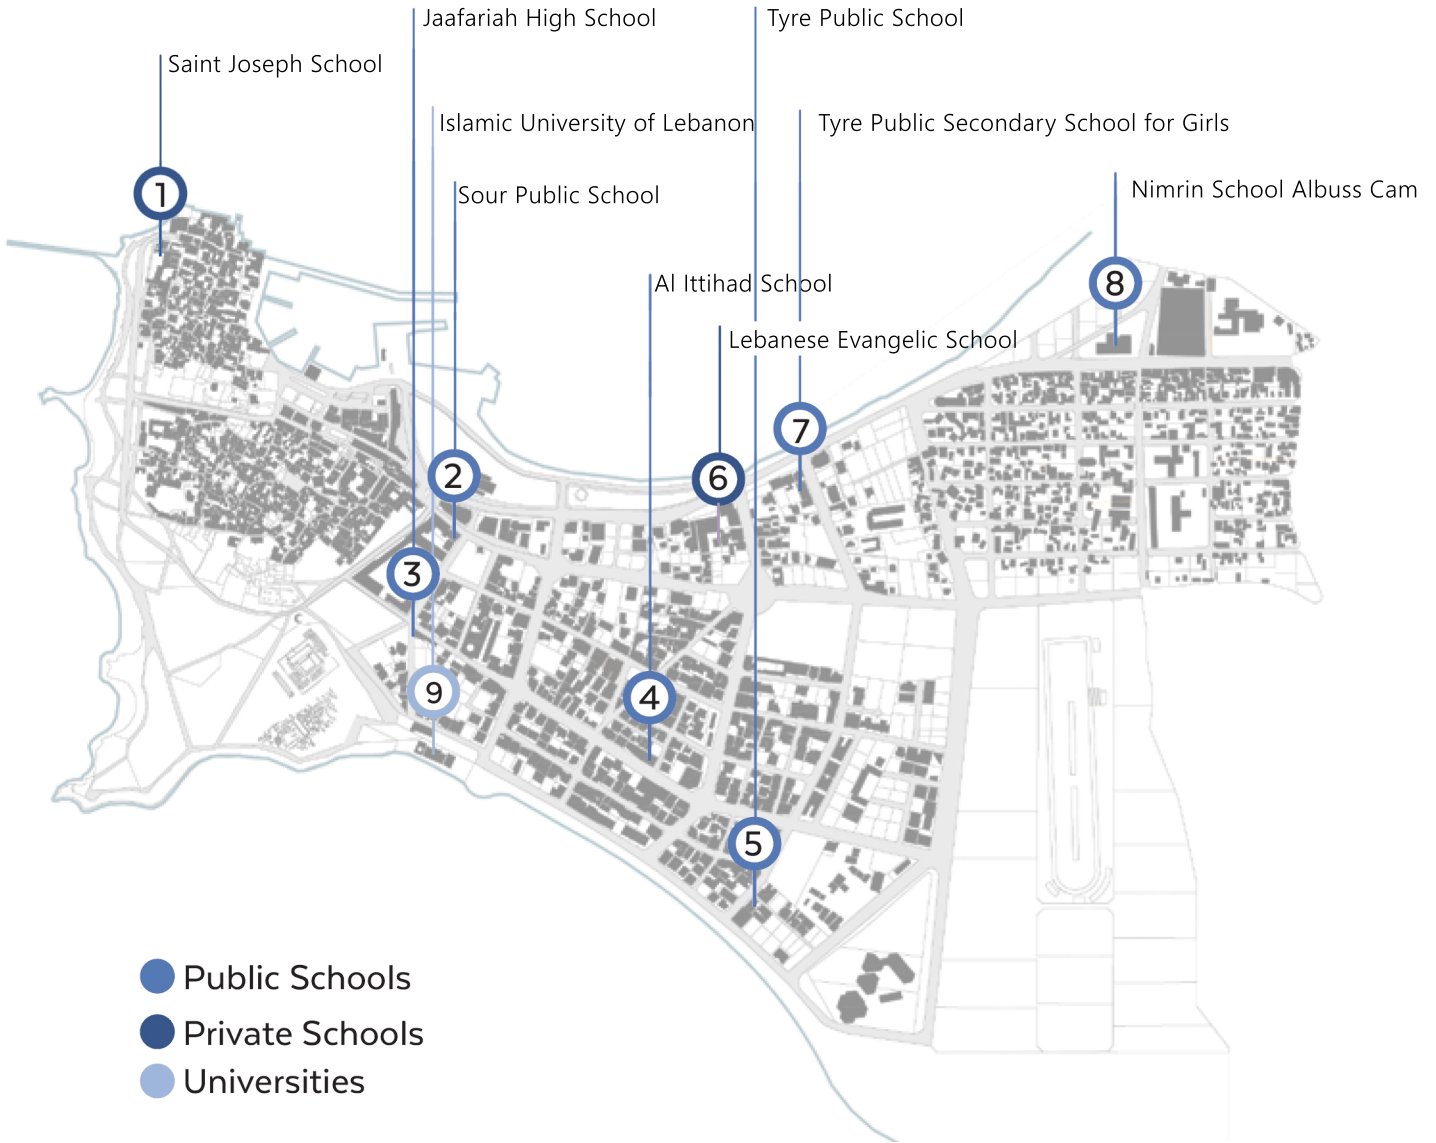 Jaafariah High School
Tyre Public School
Saint Joseph School
Islamic University of Lebanon
Tyre Public Secondary School for Girls
Sour Public School
Nimrin School Albuss Cam
Al Ittihad School
Lebanese Evangelic School
1
8
7
2
6
3
9
4
5
Public Schools
Private Schools
Universities